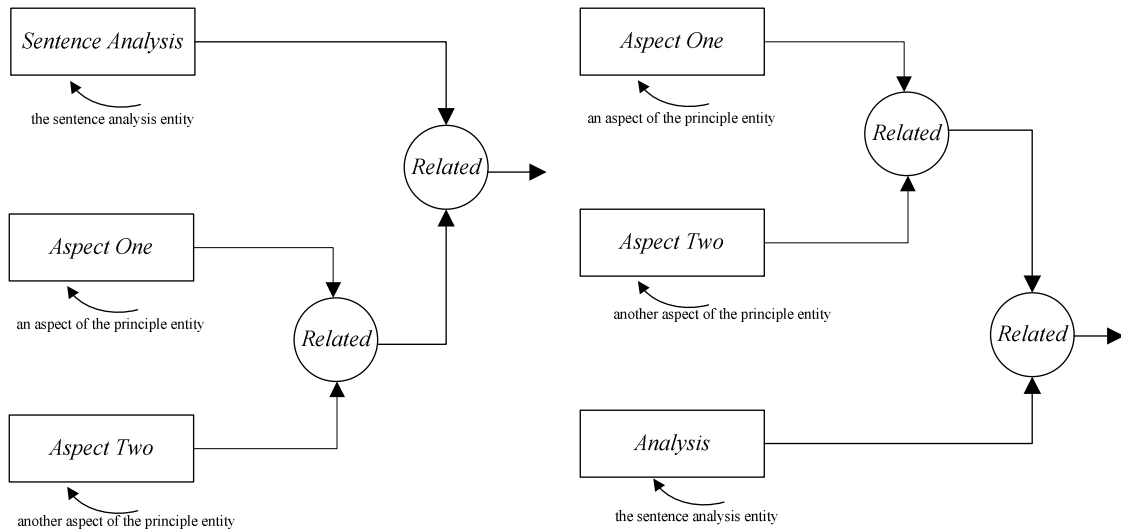 Sentence Analysis
the sentence analysis entity
Related
Aspect One
an aspect of the principle entity
Related
Aspect Two
another aspect of the principle entity
Aspect One
an aspect of the principle entity
Related
Aspect Two
another aspect of the principle entity
Related
Analysis
the sentence analysis entity